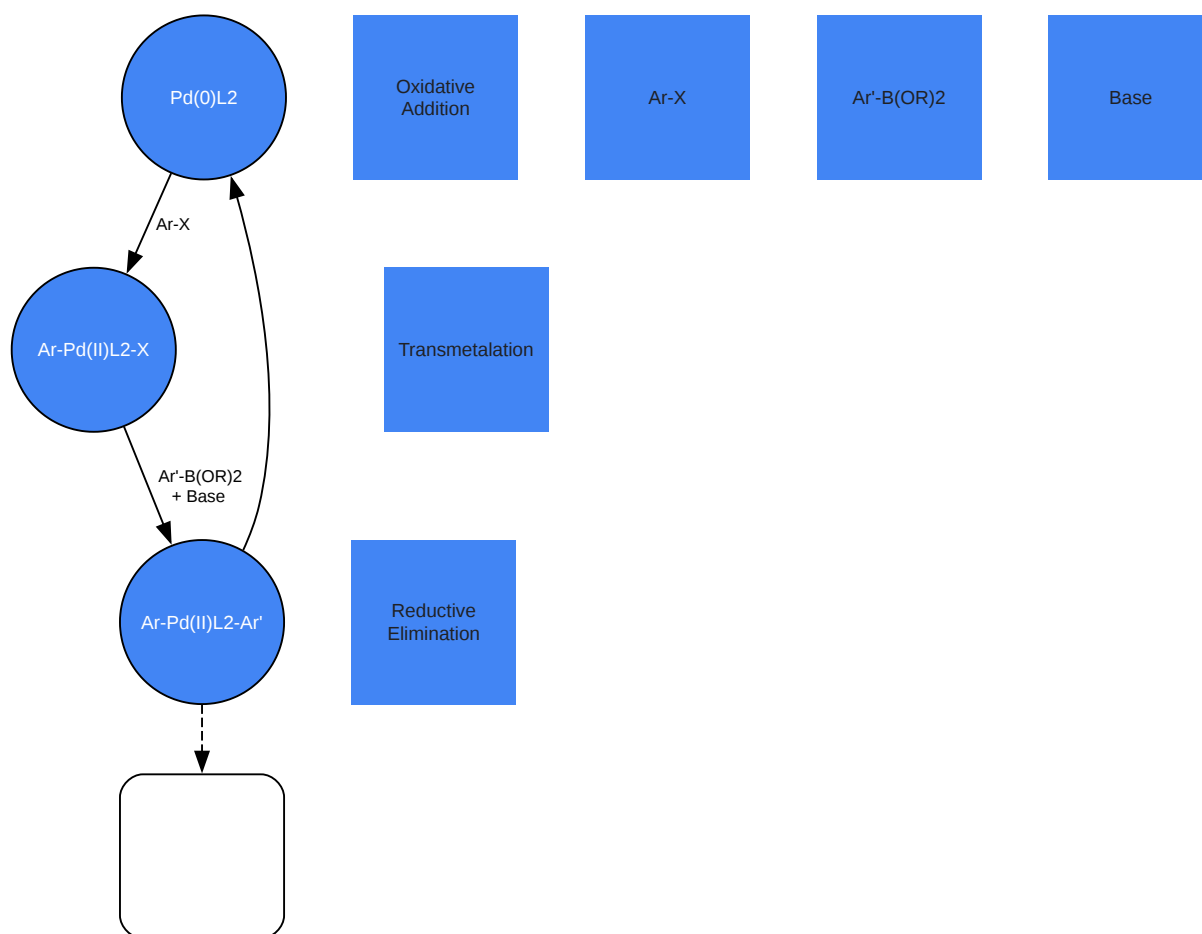 Pd(0)L2
Oxidative
Addition
Ar-X
Ar'-B(OR)2
Base
Ar-X
Ar-Pd(II)L2-X
Transmetalation
Ar'-B(OR)2
+ Base
Ar-Pd(II)L2-Ar'
Reductive
Elimination